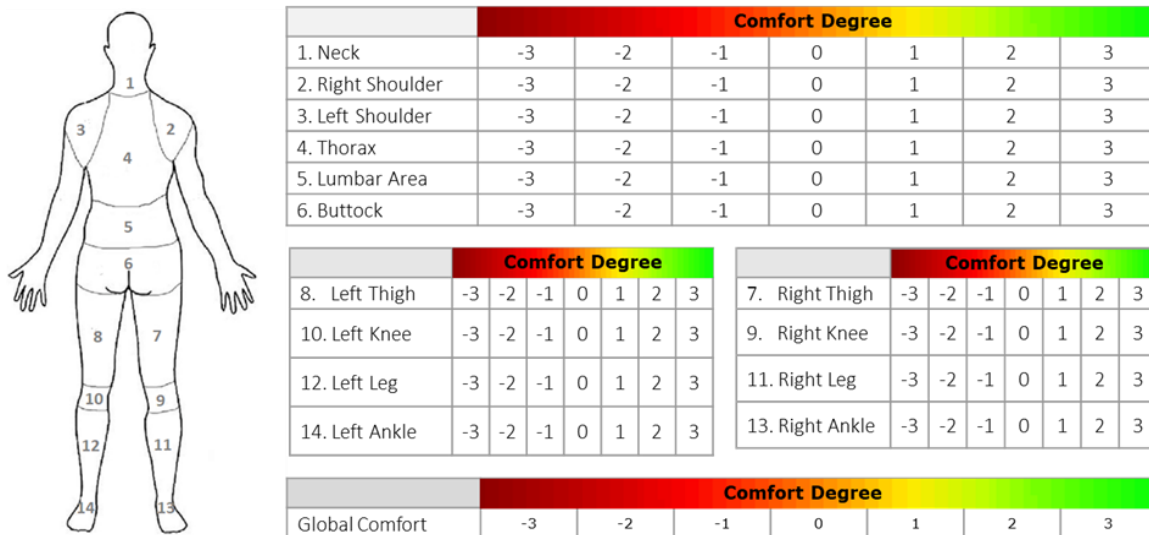 1
3 2
4
5
6
8 7
10 9
12 11
14 13
Comfort Degree
1. Neck -3 -2 -1 0 1 2 3
2. Right Shoulder -3 -2 -1 0 1 2 3
3. Left Shoulder -3 -2 -1 0 1 2 3
4. Thorax -3 -2 -1 0 1 2 3
5. Lumbar Area -3 -2 -1 0 1 2 3
6. Buttock -3 -2 -1 0 1 2 3
Comfort Degree
8. Left Thigh -3 -2 -1 0 1 2 3
10. Left Knee -3 -2 -1 0 1 2 3
12. Left Leg -3 -2 -1 0 1 2 3
14. Left Ankle -3 -2 -1 0 1 2 3
Comfort Degree
7. Right Thigh -3 -2 -1 0 1 2 3
9. Right Knee -3 -2 -1 0 1 2 3
11. Right Leg -3 -2 -1 0 1 2 3
13. Right Ankle -3 -2 -1 0 1 2 3
Comfort Degree
Global Comfort -3 -2 -1 0 1 2 3